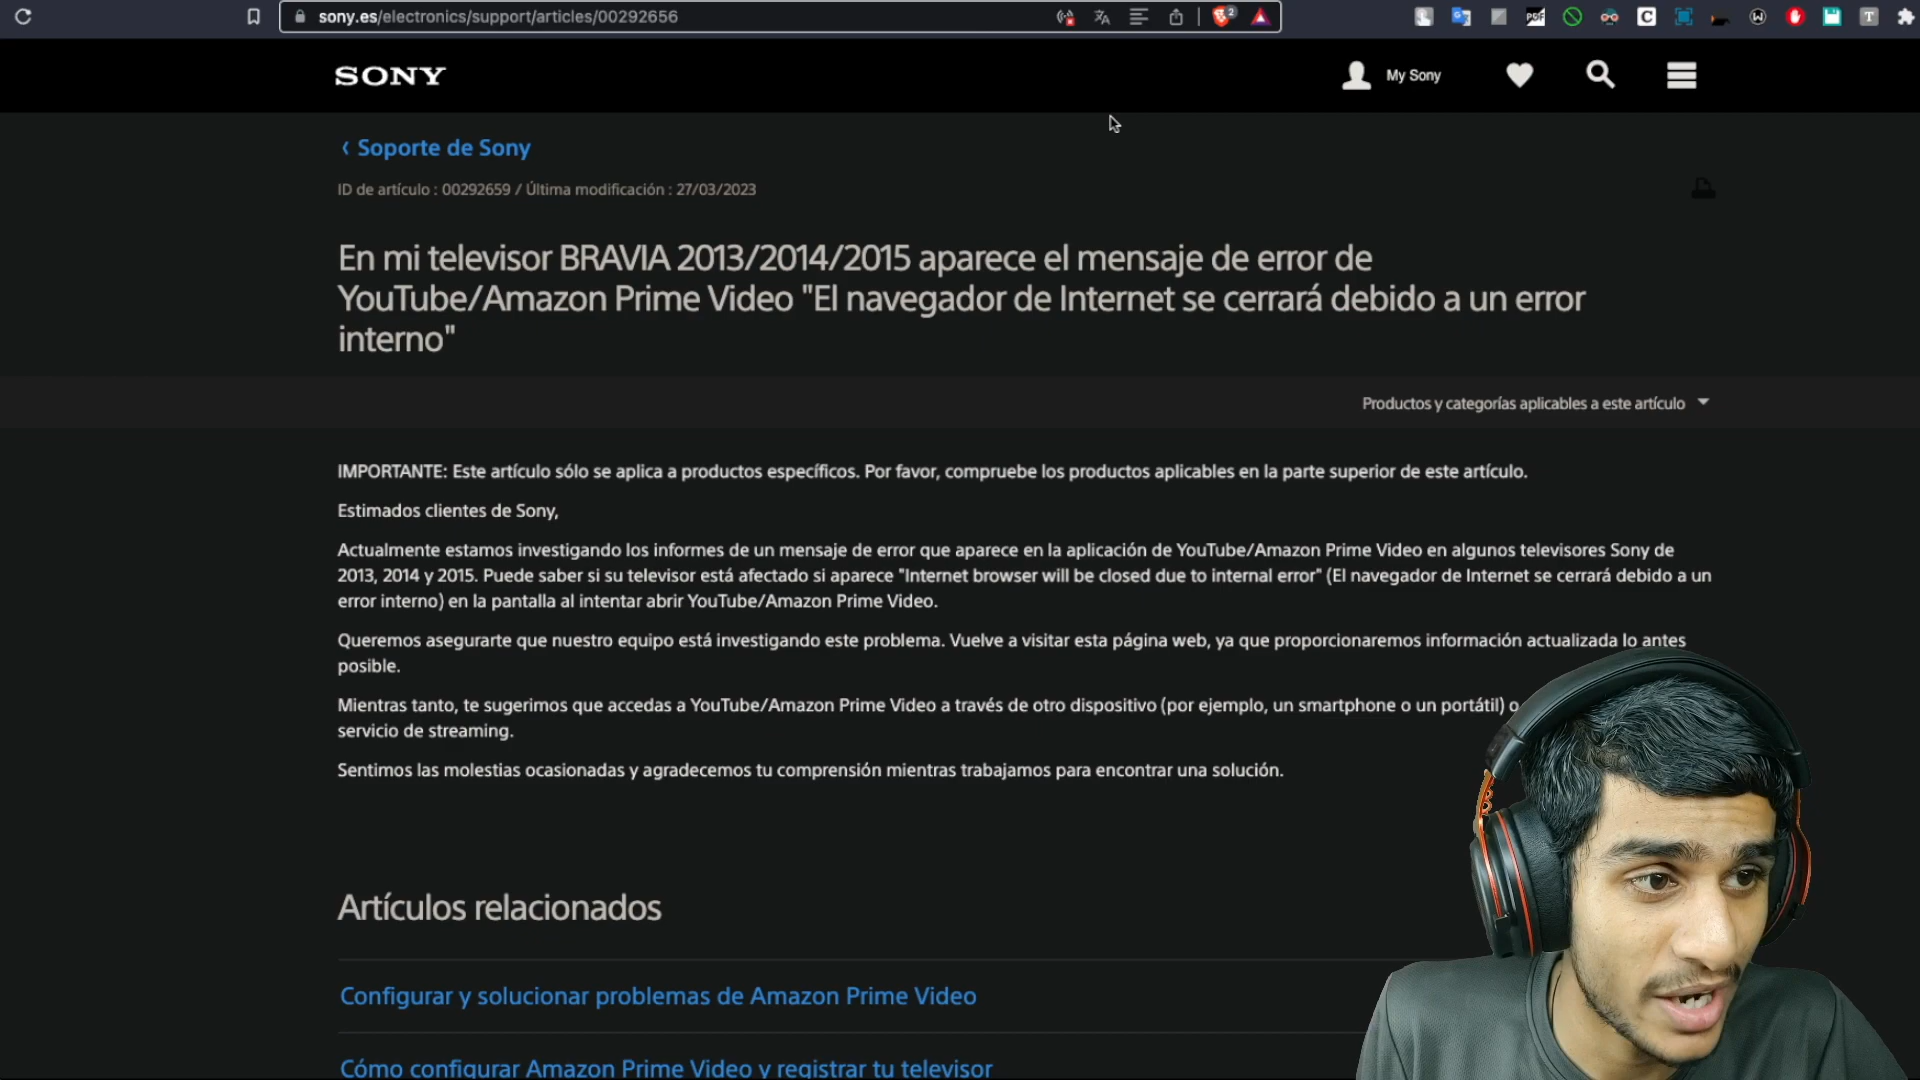 sony.es/electronics/support/articles/00292656
2
PDF
C
W
T
SONY
My Sony
‹ Soporte de Sony
ID de artículo : 00292659 / Última modificación : 27/03/2023
En mi televisor BRAVIA 2013/2014/2015 aparece el mensaje de error de
YouTube/Amazon Prime Video "El navegador de Internet se cerrará debido a un error
interno"
Productos y categorías aplicables a este artículo
IMPORTANTE: Este artículo sólo se aplica a productos específicos. Por favor, compruebe los productos aplicables en la parte superior de este artículo.
Estimados clientes de Sony,
Actualmente estamos investigando los informes de un mensaje de error que aparece en la aplicación de YouTube/Amazon Prime Video en algunos televisores Sony de
2013, 2014 y 2015. Puede saber si su televisor está afectado si aparece "Internet browser will be closed due to internal error" (El navegador de Internet se cerrará debido a un
error interno) en la pantalla al intentar abrir YouTube/Amazon Prime Video.
Queremos asegurarte que nuestro equipo está investigando este problema. Vuelve a visitar esta página web, ya que proporcionaremos información actualizada lo antes
posible.
Mientras tanto, te sugerimos que accedas a YouTube/Amazon Prime Video a través de otro dispositivo (por ejemplo, un smartphone o un portátil) o
servicio de streaming.
Sentimos las molestias ocasionadas y agradecemos tu comprensión mientras trabajamos para encontrar una solución.
Artículos relacionados
Configurar y solucionar problemas de Amazon Prime Video
Cómo configurar Amazon Prime Video y registrar tu televisor